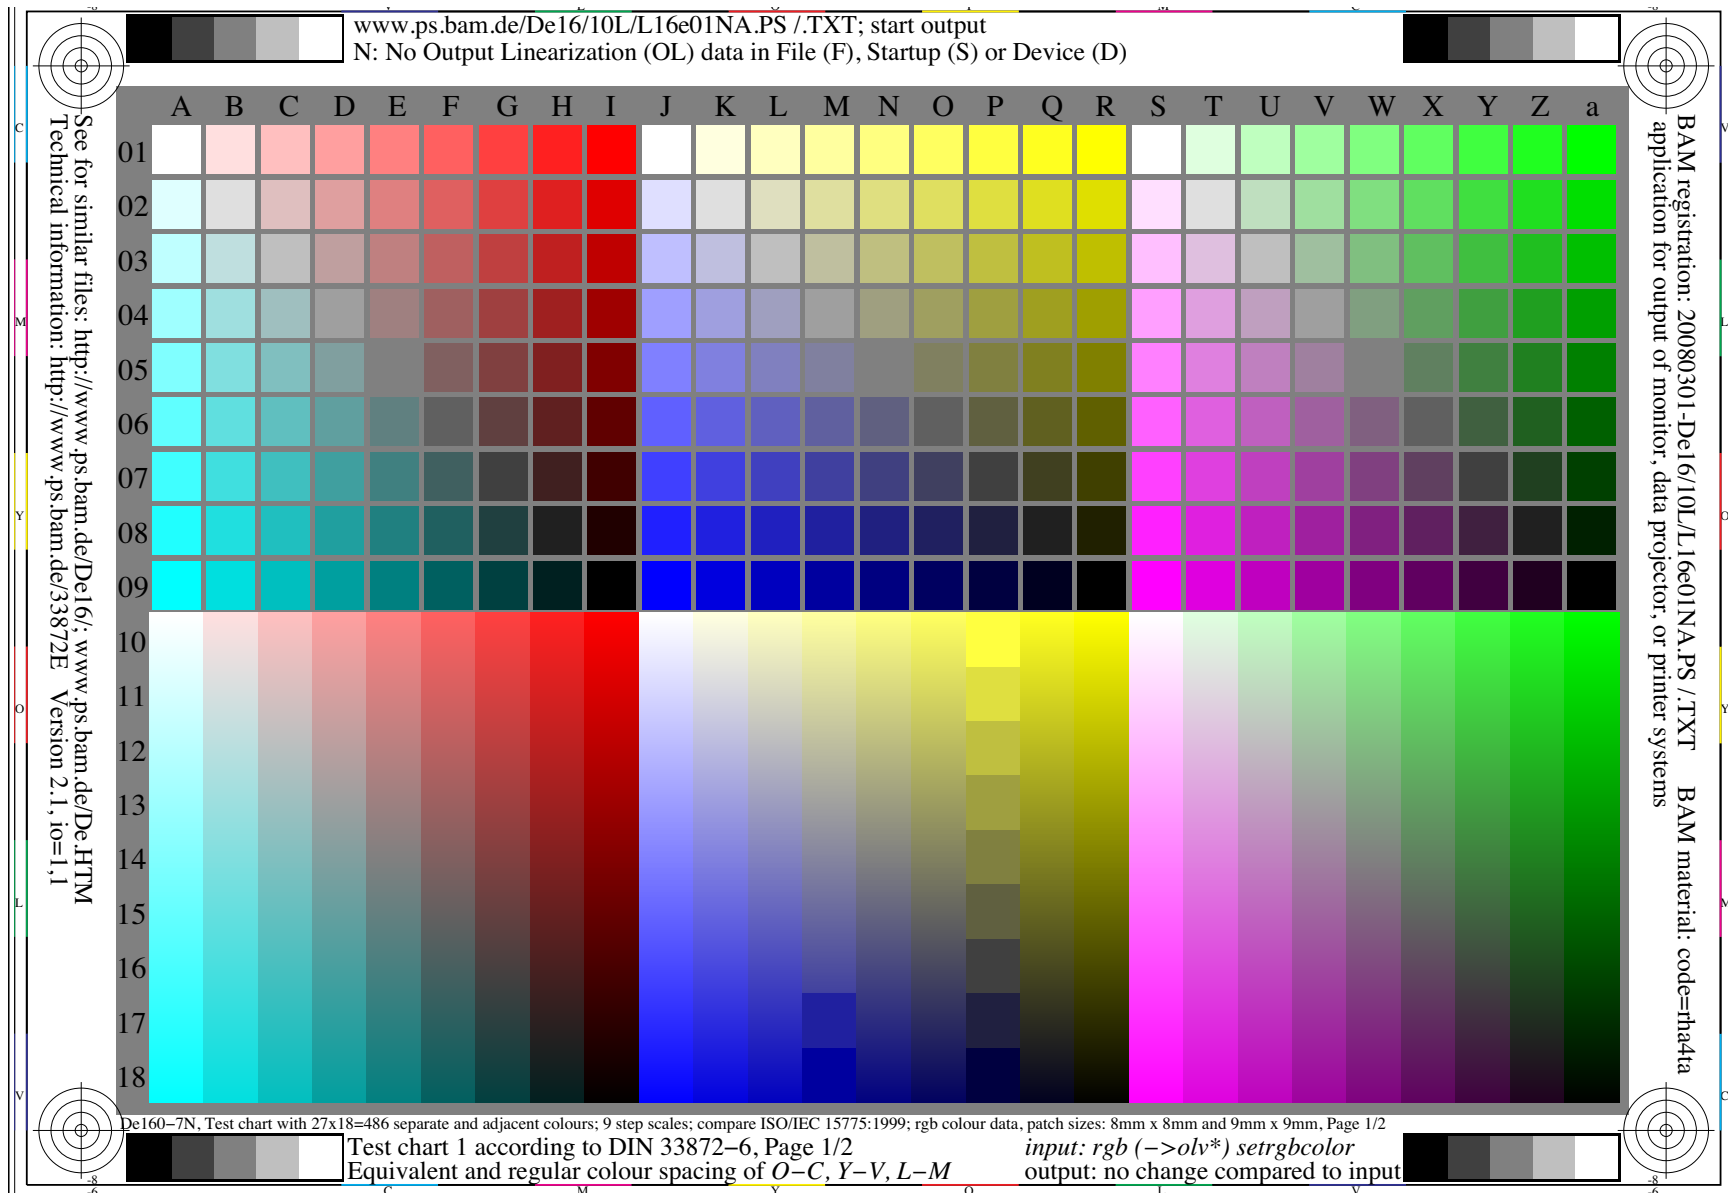 www.ps.bam.de/De16/10L/L16e01NA.PS /.TXT; start output
N: No Output Linearization (OL) data in File (F), Startup (S) or Device (D)
See for similar files: http://www.ps.bam.de/De16/; www.ps.bam.de/De.HTM
Technical information: http://www.ps.bam.de/33872E Version 2.1, io=1,1
A B C D E F G H I J K L M N O P Q R S T U V W X Y Z a
01
02
03
04
05
06
07
08
09
10
11
12
13
14
15
16
17
18
BAM registration: 20080301-De16/10L/L16e01NA.PS /.TXT BAM material: code=rha4ta
application for output of monitor, data projector, or printer systems
C
M
Y
O
L
V
V
L
O
Y
M
C
De160−7N, Test chart with 27x18=486 separate and adjacent colours; 9 step scales; compare ISO/IEC 15775:1999; rgb colour data, patch sizes: 8mm x 8mm and 9mm x 9mm, Page 1/2
Test chart 1 according to DIN 33872−6, Page 1/2
Equivalent and regular colour spacing of O−C, Y−V, L−M
input: rgb (−>olv*) setrgbcolor
output: no change compared to input
-8
-6
-8
-6
C M Y O L V